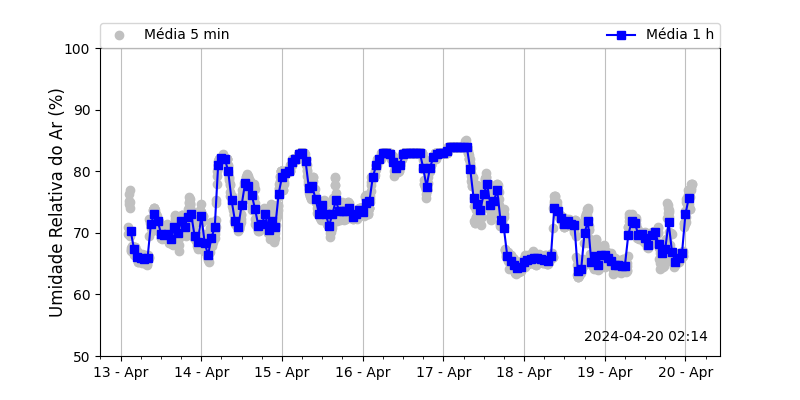 Média 5 min
Média 1 h
Umidade Relativa do Ar (%)
100
90
80
70
60
50
2024-04-20 02:14
13 - Apr
14 - Apr
15 - Apr
16 - Apr
17 - Apr
18 - Apr
19 - Apr
20 - Apr